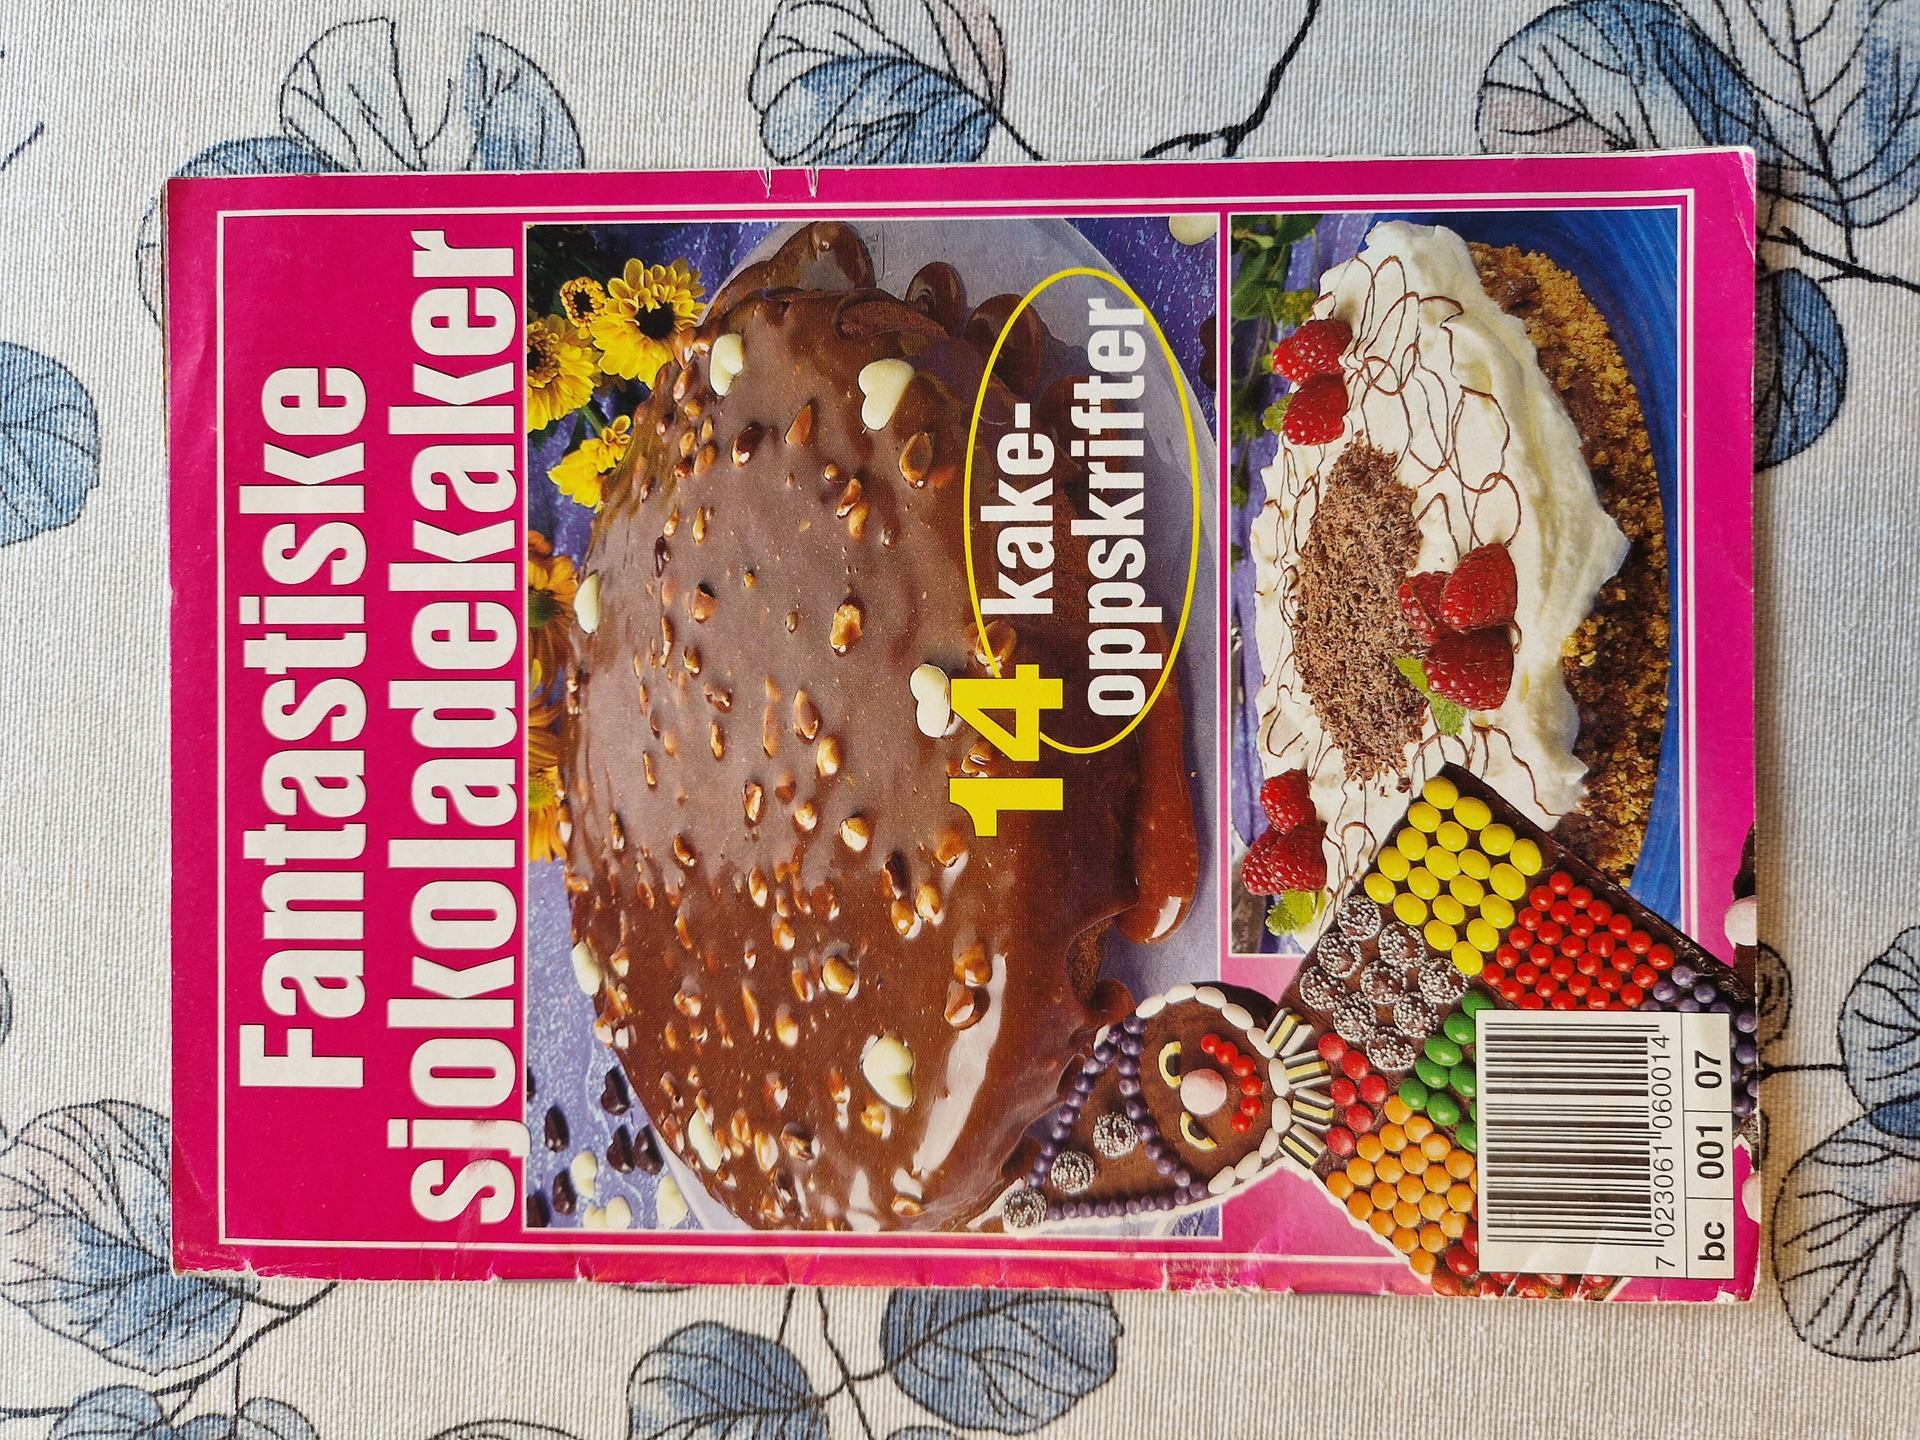 Fantastiske
sjokoladekaker
14 kake-
oppskrifter
7 023061 060014
bc 001 07